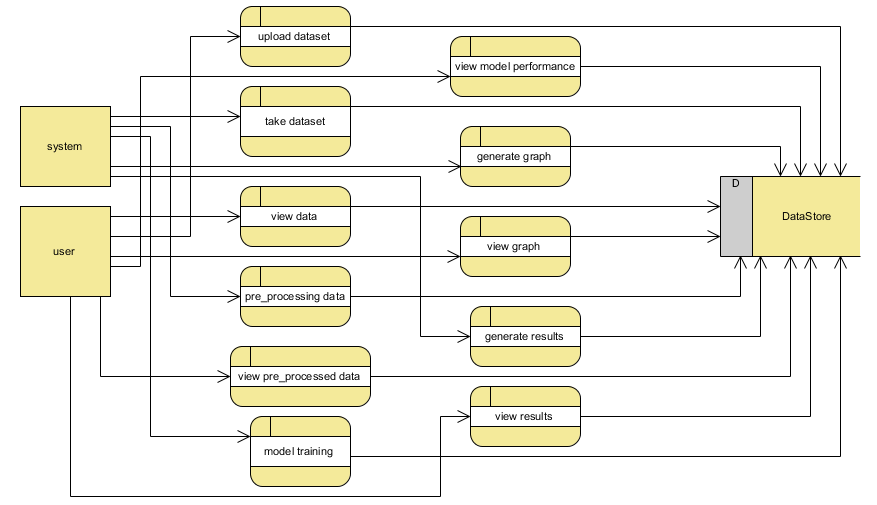 upload dataset
view model performance
take dataset
system
generate graph
D
DataStore
view data
user
view graph
pre_processing data
generate results
view pre_processed data
view results
model training